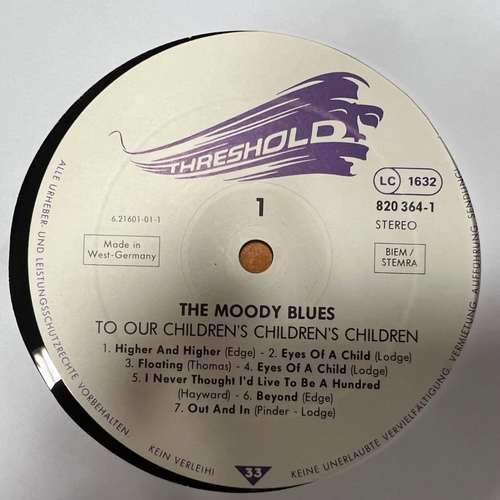 THRESHOLD
LC 1632
820 364-1
STEREO
1
6.21601-01-1
Made in
West-Germany
BIEM/
STEMRA
THE MOODY BLUES
TO OUR CHILDREN'S CHILDREN'S CHILDREN
1. Higher And Higher (Edge) - 2. Eyes Of A Child (Lodge)
3. Floating (Thomas) - 4. Eyes Of A Child (Lodge)
5. I Never Thought I'd Live To Be A Hundred
(Hayward) - 6. Beyond (Edge)
7. Out And In (Pinder - Lodge)
33
ALLE URHEBER- UND LEISTUNGSSCHUTZRECHTE VORBEHALTEN.
KEIN VERLEIH!
KEINE UNERLAUBTE VERVIELFÄLTIGUNG, VERMIETUNG, AUFFÜHRUNG, SENDUNG!